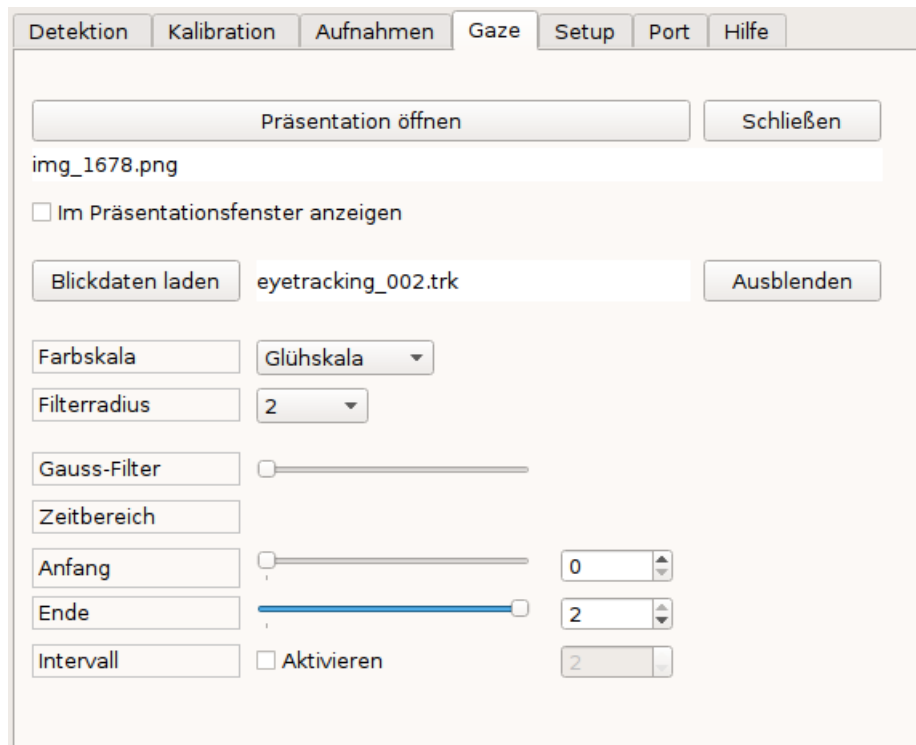 Detektion Kalibration Aufnahmen Gaze Setup Port Hilfe
Präsentation öffnen Schließen
img_1678.png
Im Präsentationsfenster anzeigen
Blickdaten laden eyetracking_002.trk Ausblenden
Farbskala Glühskala
Filterradius 2
Gauss-Filter
Zeitbereich
Anfang 0
Ende 2
Intervall Aktivieren 2